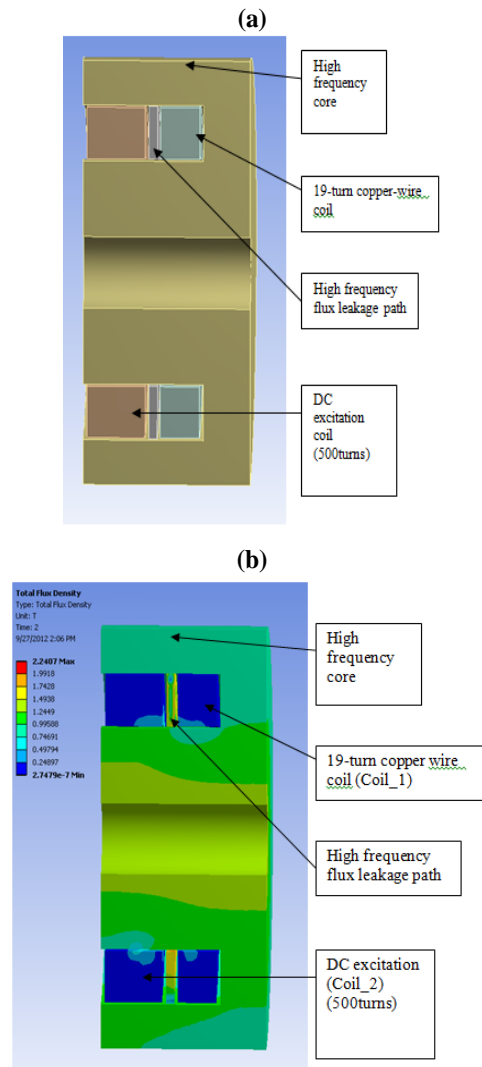 (a)
High
frequency
core
19-turn copper-wire
coil
High frequency
flux leakage path
DC
excitation
coil
(500turns)
(b)
Total Flux Density
Type: Total Flux Density
Unit: T
Time: 2
9/27/2012 2:06 PM
2.2407 Max
1.9918
1.7428
1.4938
1.2449
0.99588
0.74691
0.49794
0.24897
2.7479e-7 Min
High
frequency
core
19-turn copper wire
coil (Coil_1)
High frequency
flux leakage path
DC excitation
(Coil_2)
(500turns)